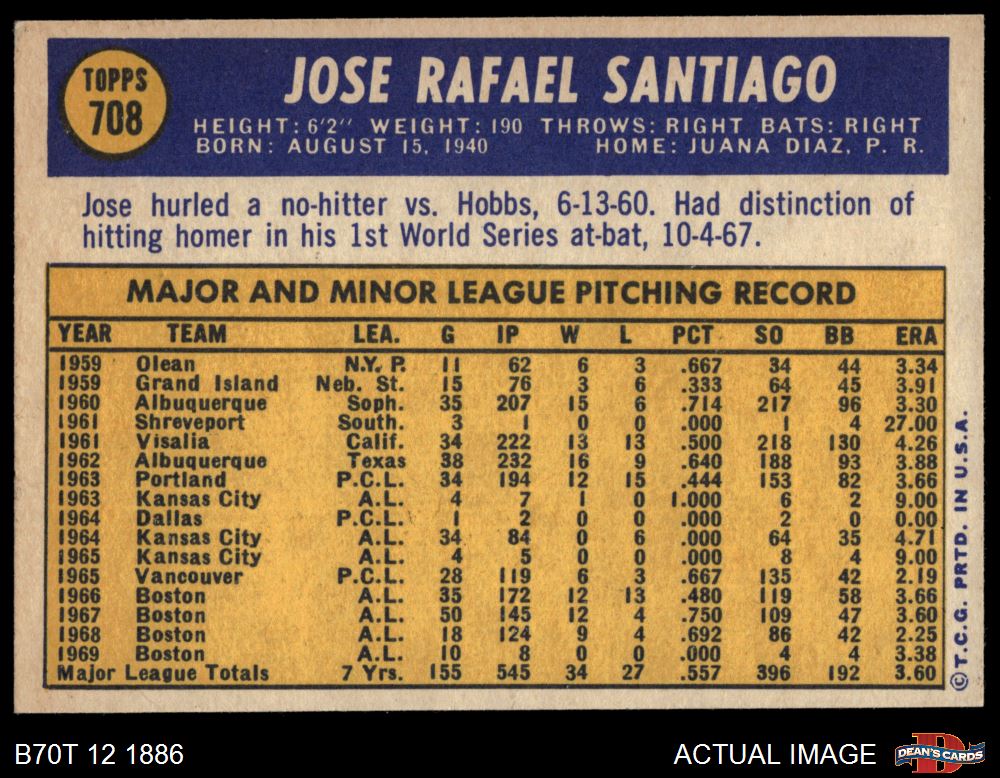 TOPPS
708
JOSE RAFAEL SANTIAGO
HEIGHT: 6'2" WEIGHT: 190 THROWS: RIGHT BATS: RIGHT
BORN: AUGUST 15, 1940 HOME: JUANA DIAZ, P. R.
Jose hurled a no-hitter vs. Hobbs, 6-13-60. Had distinction of
hitting homer in his 1st World Series at-bat, 10-4-67.
MAJOR AND MINOR LEAGUE PITCHING RECORD
YEAR TEAM LEA. G IP W L PCT SO BB ERA
1959 Olean N.Y. P. 11 62 6 3 .667 34 44 3.34
1959 Grand Island Neb. St. 15 76 3 6 .333 64 45 3.91
1960 Albuquerque Soph. 35 207 15 6 .714 217 96 3.30
1961 Shreveport South. 3 1 0 0 .000 1 4 27.00
1961 Visalia Calif. 34 222 13 13 .500 218 130 4.26
1962 Albuquerque Texas 38 232 16 9 .640 188 93 3.88
1963 Portland P.C.L. 34 194 12 15 .444 153 82 3.66
1963 Kansas City A.L. 4 7 1 0 1.000 6 2 9.00
1964 Dallas P.C.L. 1 2 0 0 .000 2 0 0.00
1964 Kansas City A.L. 34 84 0 6 .000 64 35 4.71
1965 Kansas City A.L. 4 5 0 0 .000 8 4 9.00
1965 Vancouver P.C.L. 28 119 6 3 .667 135 42 2.19
1966 Boston A.L. 35 172 12 13 .480 119 58 3.66
1967 Boston A.L. 50 145 12 4 .750 109 47 3.60
1968 Boston A.L. 18 124 9 4 .692 86 42 2.25
1969 Boston A.L. 10 8 0 0 .000 4 4 3.38
Major League Totals 7 Yrs. 155 545 34 27 .557 396 192 3.60
©T.C.G. PRTD. IN U.S.A.
B70T 12 1886
ACTUAL IMAGE
DEAN'S CARDS